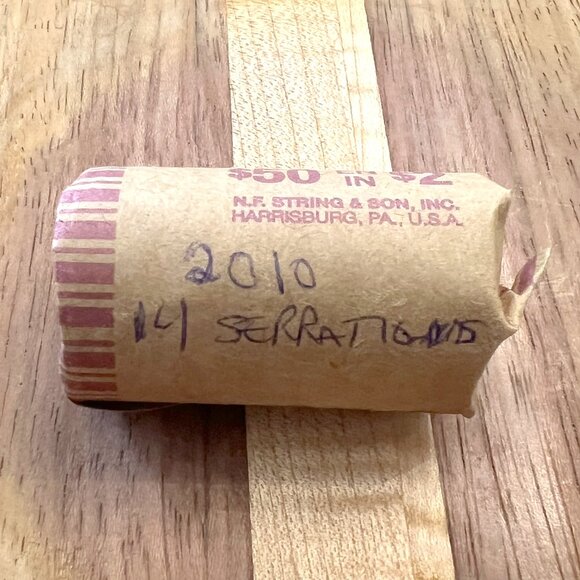 $50 IN $2
N.F. STRING & SON, INC.
HARRISBURG, PA., U.S.A.
2010
14 SERRATIONS